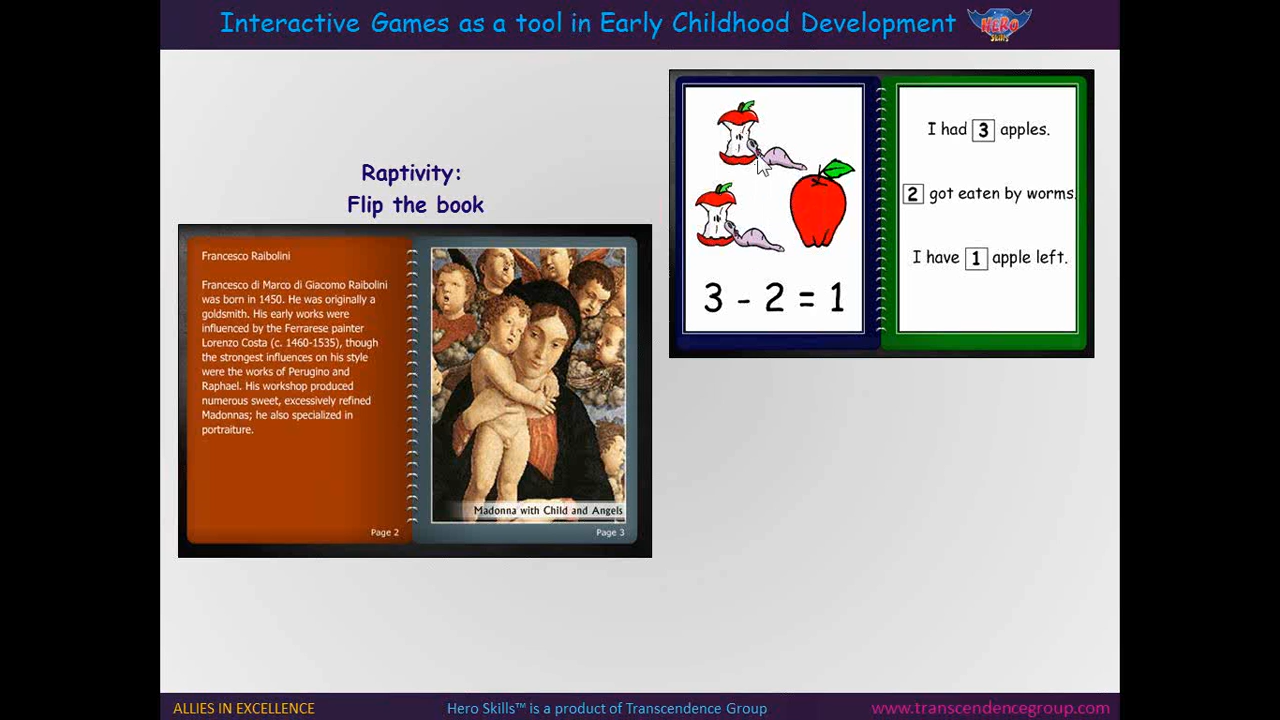 Interactive Games as a tool in Early Childhood Development
HERO
Skills
Raptivity:
Flip the book
Francesco Raibolini
Francesco di Marco di Giacomo Raibolini
was born in 1450. He was originally a
goldsmith. His early works were
influenced by the Ferrarese painter
Lorenzo Costa (c. 1460-1535), though
the strongest influences on his style
were the works of Perugino and
Raphael. His workshop produced
numerous sweet, excessively refined
Madonnas; he also specialized in
portraiture.
Page 2
Madonna with Child and Angels
Page 3
3 - 2 = 1
I had 3 apples.
2 got eaten by worms.
I have 1 apple left.
ALLIES IN EXCELLENCE
Hero Skills™ is a product of Transcendence Group
www.transcendencegroup.com